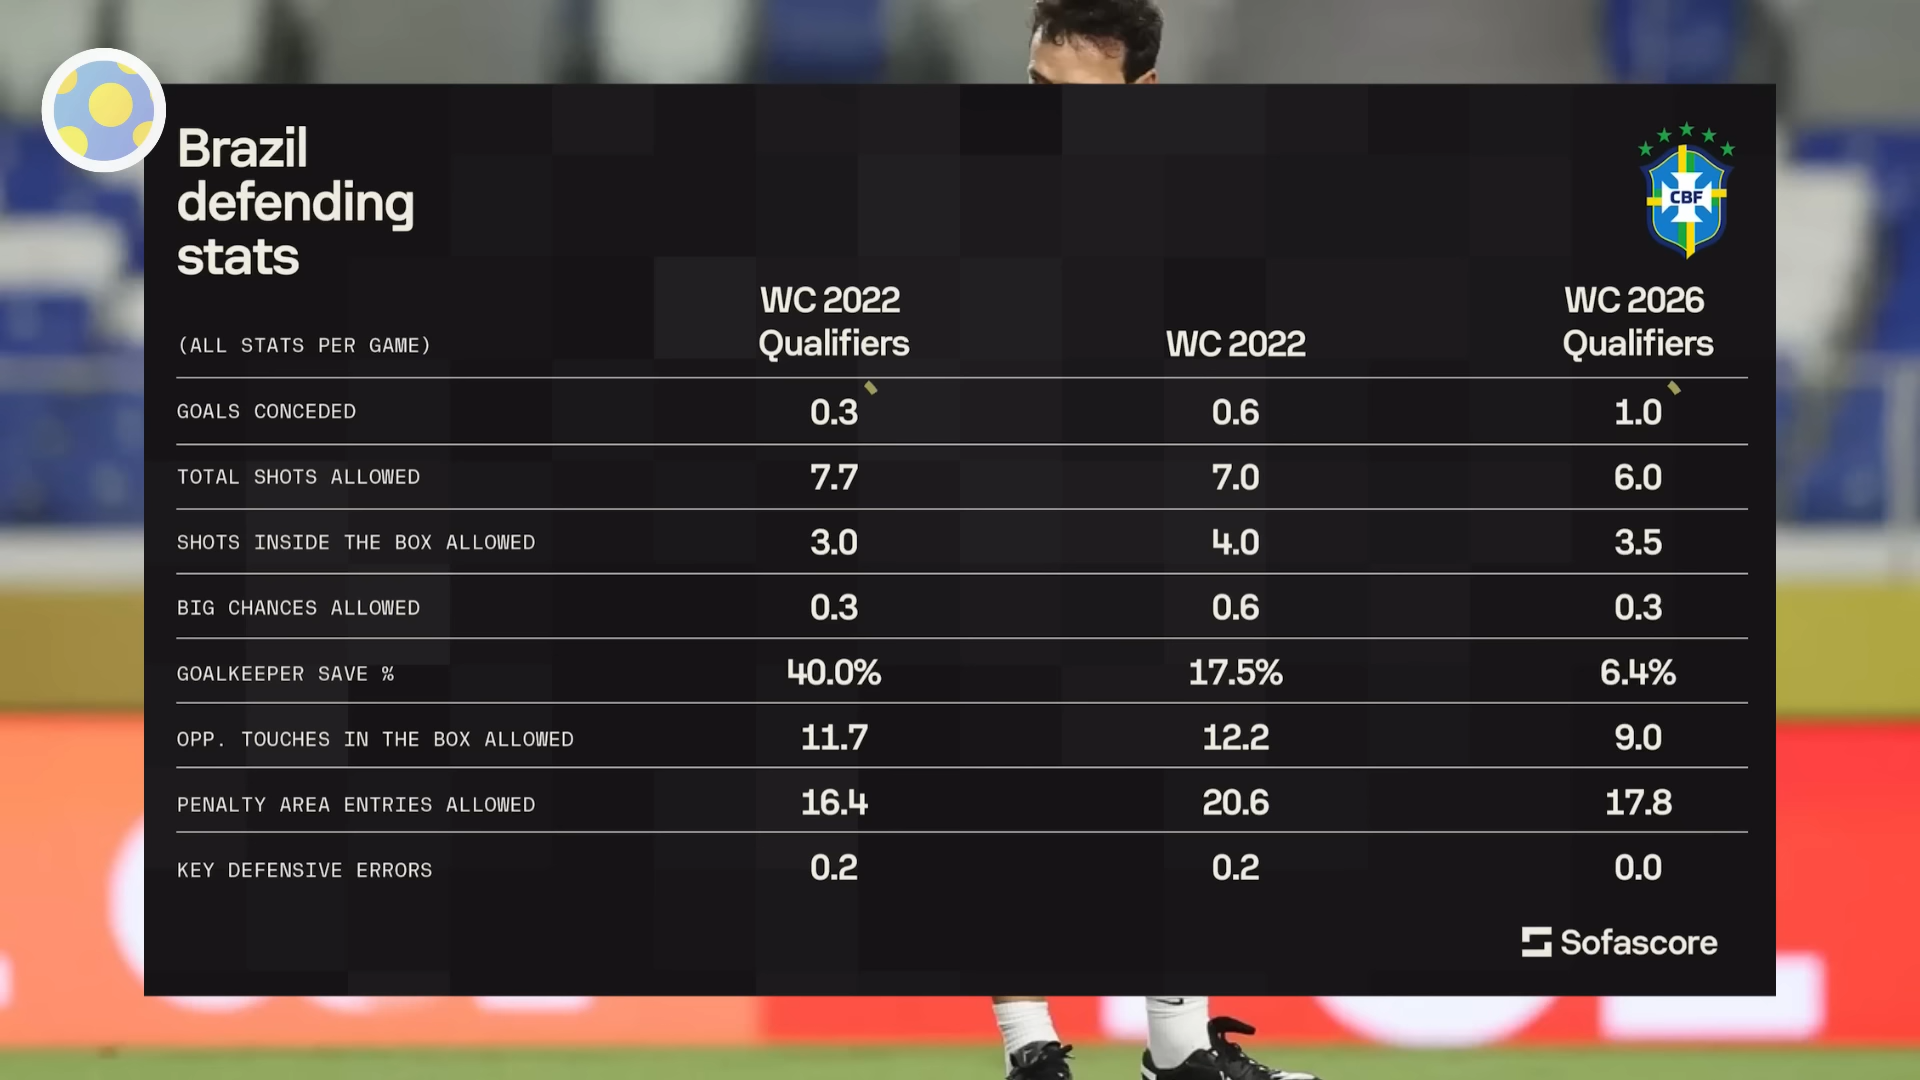 Brazil
defending
stats
CBF
(ALL STATS PER GAME)
WC 2022
Qualifiers
WC 2022
WC 2026
Qualifiers
GOALS CONCEDED 0.3 0.6 1.0
TOTAL SHOTS ALLOWED 7.7 7.0 6.0
SHOTS INSIDE THE BOX ALLOWED 3.0 4.0 3.5
BIG CHANCES ALLOWED 0.3 0.6 0.3
GOALKEEPER SAVE % 40.0% 17.5% 6.4%
OPP. TOUCHES IN THE BOX ALLOWED 11.7 12.2 9.0
PENALTY AREA ENTRIES ALLOWED 16.4 20.6 17.8
KEY DEFENSIVE ERRORS 0.2 0.2 0.0
Sofascore